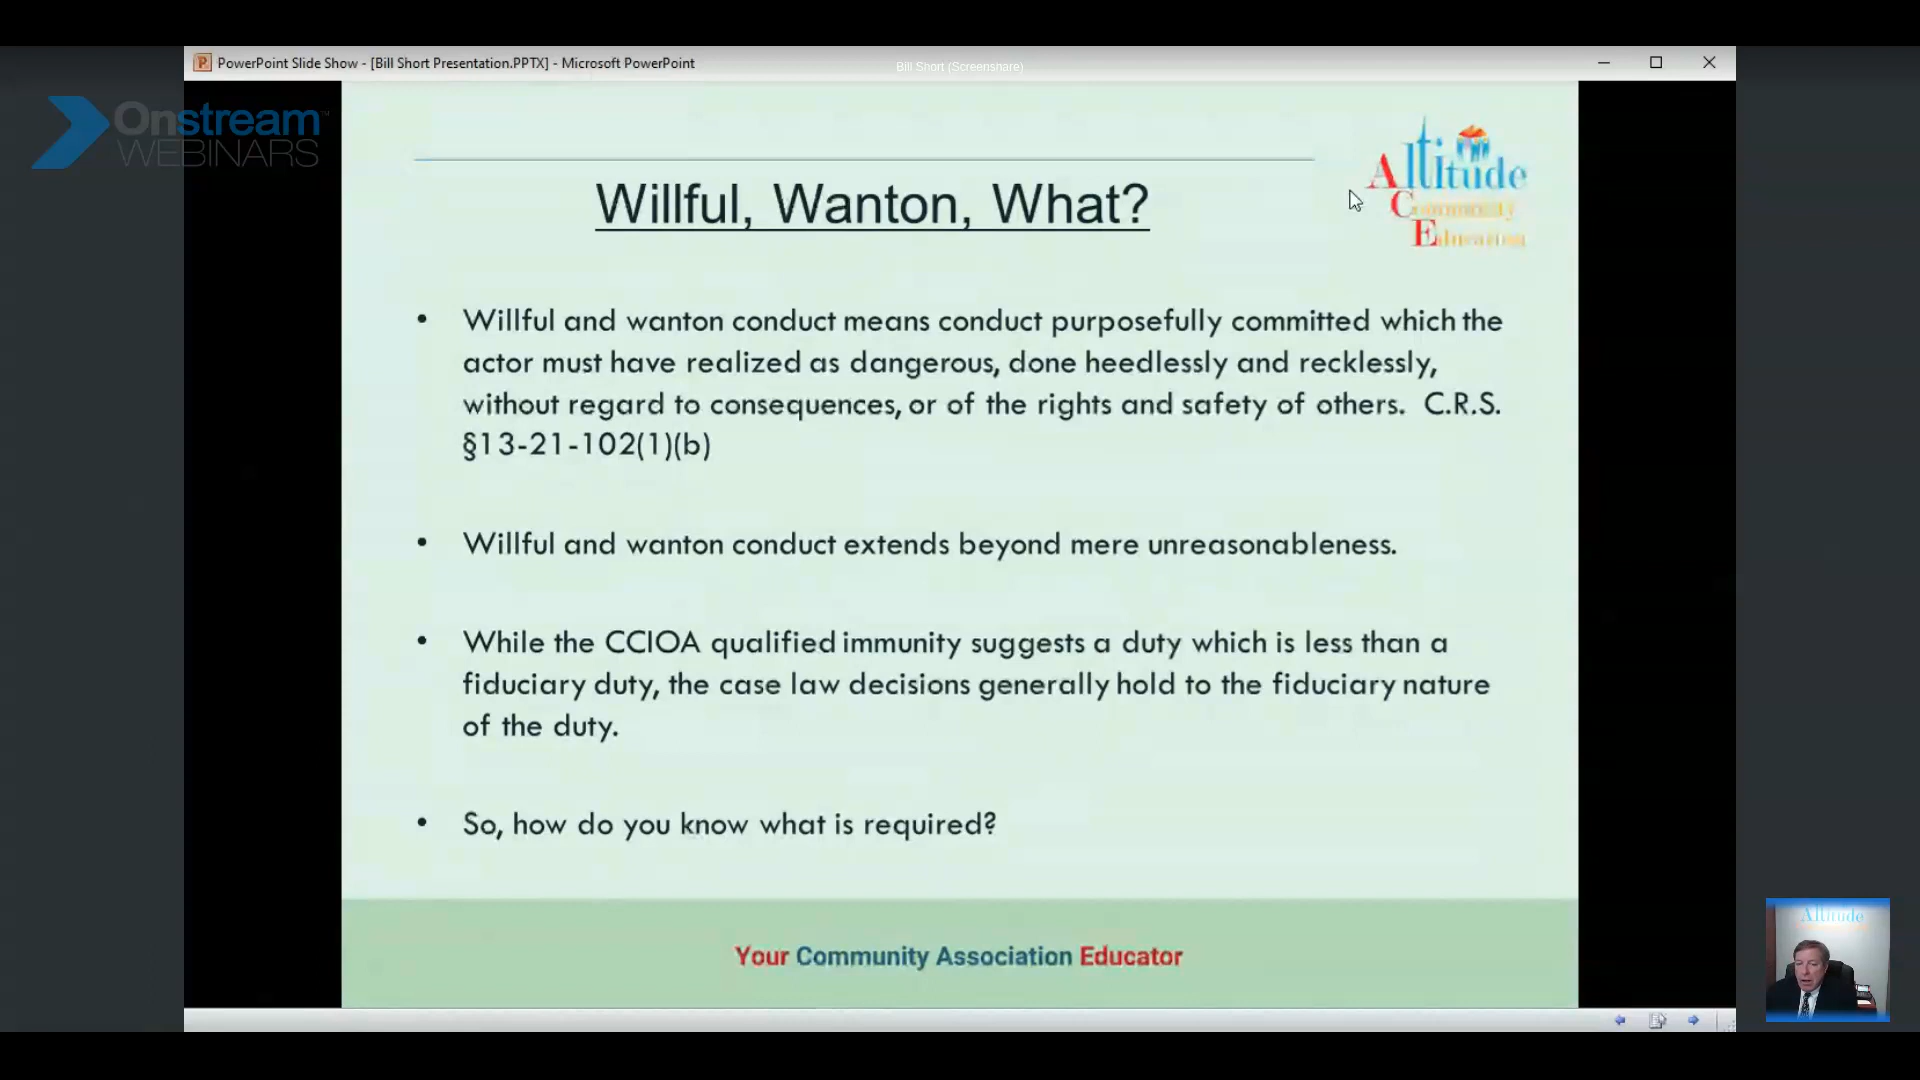 PowerPoint Slide Show - [Bill Short Presentation.PPTX] - Microsoft PowerPoint
Bill Short (Screenshare)
Onstream
WEBINARS
Altitude
Community
Education
Willful, Wanton, What?
• Willful and wanton conduct means conduct purposefully committed which the
actor must have realized as dangerous, done heedlessly and recklessly,
without regard to consequences, or of the rights and safety of others. C.R.S.
§13-21-102(1)(b)
• Willful and wanton conduct extends beyond mere unreasonableness.
• While the CCIOA qualified immunity suggests a duty which is less than a
fiduciary duty, the case law decisions generally hold to the fiduciary nature
of the duty.
• So, how do you know what is required?
Your Community Association Educator
Altitude